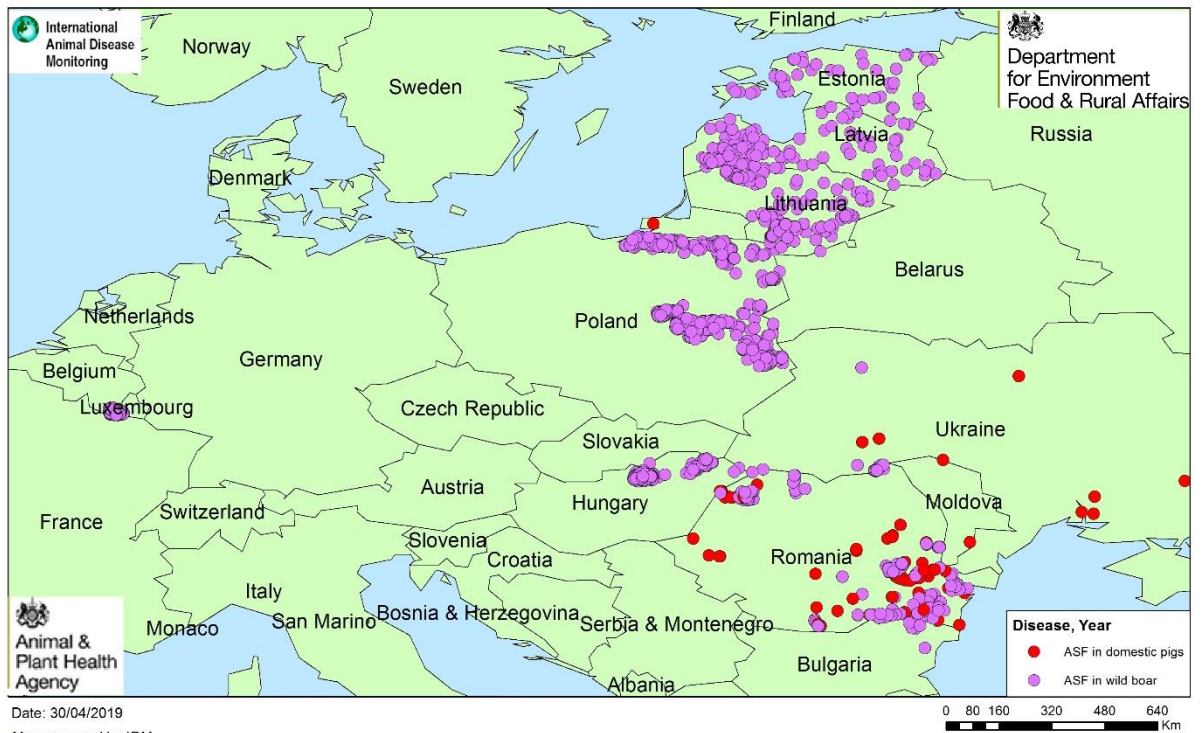 International
Animal Disease
Monitoring
Department
for Environment
Food & Rural Affairs
Finland
Norway
Sweden
Estonia
Russia
Latvia
Denmark
Lithuania
Belarus
Netherlands
Poland
Germany
Belgium
Luxembourg
Czech Republic
Ukraine
Slovakia
Austria
Hungary
Moldova
France
Switzerland
Slovenia
Croatia
Romania
Italy
San Marino
Bosnia & Herzegovina
Serbia & Montenegro
Monaco
Bulgaria
Albania
Animal &
Plant Health
Agency
Disease, Year
ASF in domestic pigs
ASF in wild boar
Date: 30/04/2019
0 80 160 320 480 640
Km